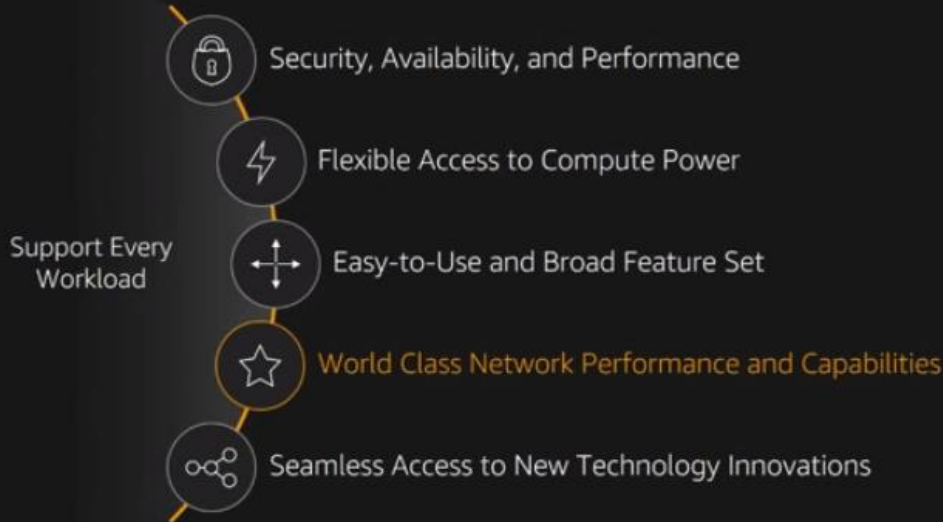 Security, Availability, and Performance
Flexible Access to Compute Power
Support Every
Workload
Easy-to-Use and Broad Feature Set
World Class Network Performance and Capabilities
Seamless Access to New Technology Innovations